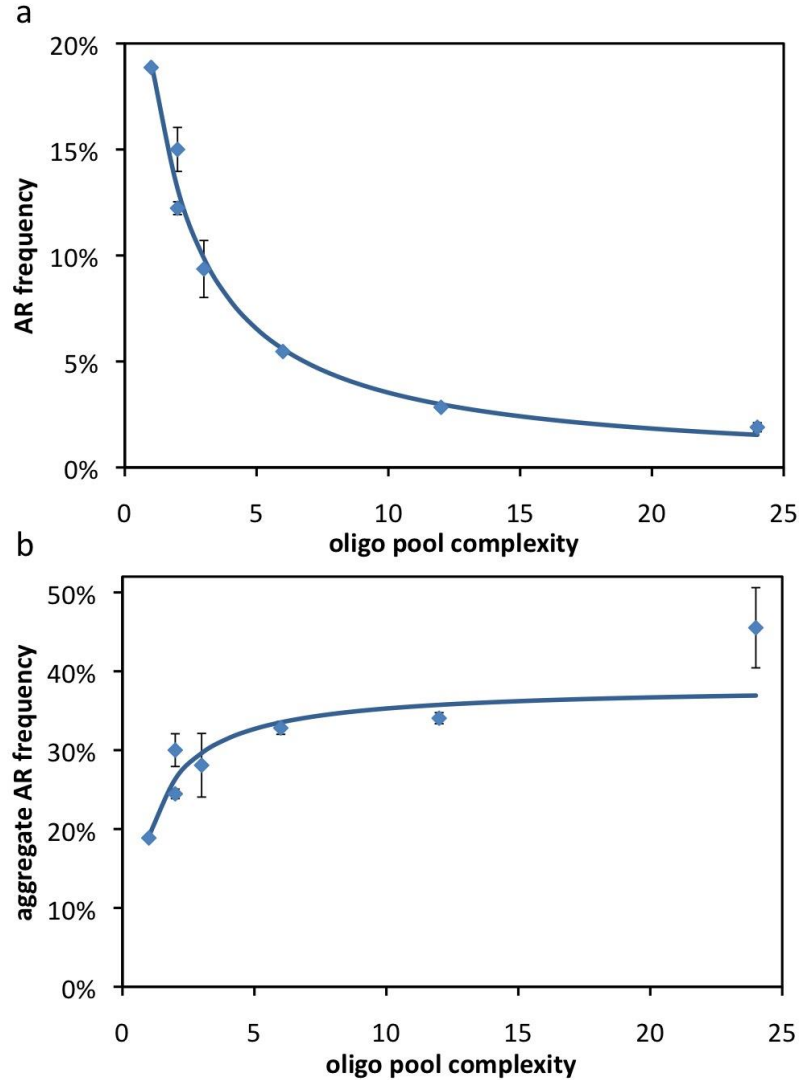 a
20%
15%
10%
5%
0%
AR frequency
0 5 10 15 20 25
oligo pool complexity
b
50%
40%
30%
20%
10%
0%
aggregate AR frequency
0 5 10 15 20 25
oligo pool complexity